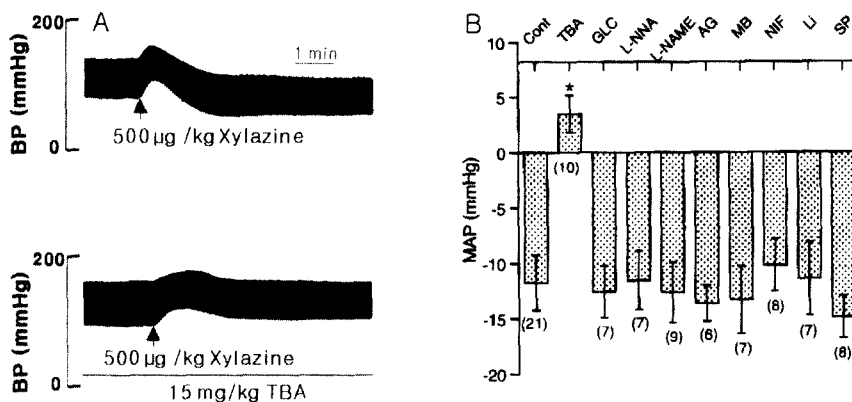 A
200
BP (mmHg)
0
1 min
500 µg /kg Xylazine
200
BP (mmHg)
0
500 µg /kg Xylazine
15 mg/kg TBA
B
Cont TBA GLC L-NNA L-NAME AG MB NIF Li SP
10
5
0
-5
-10
-15
-20
MAP (mmHg)
*
(10)
(21)
(7)
(7)
(9)
(6)
(7)
(8)
(7)
(8)